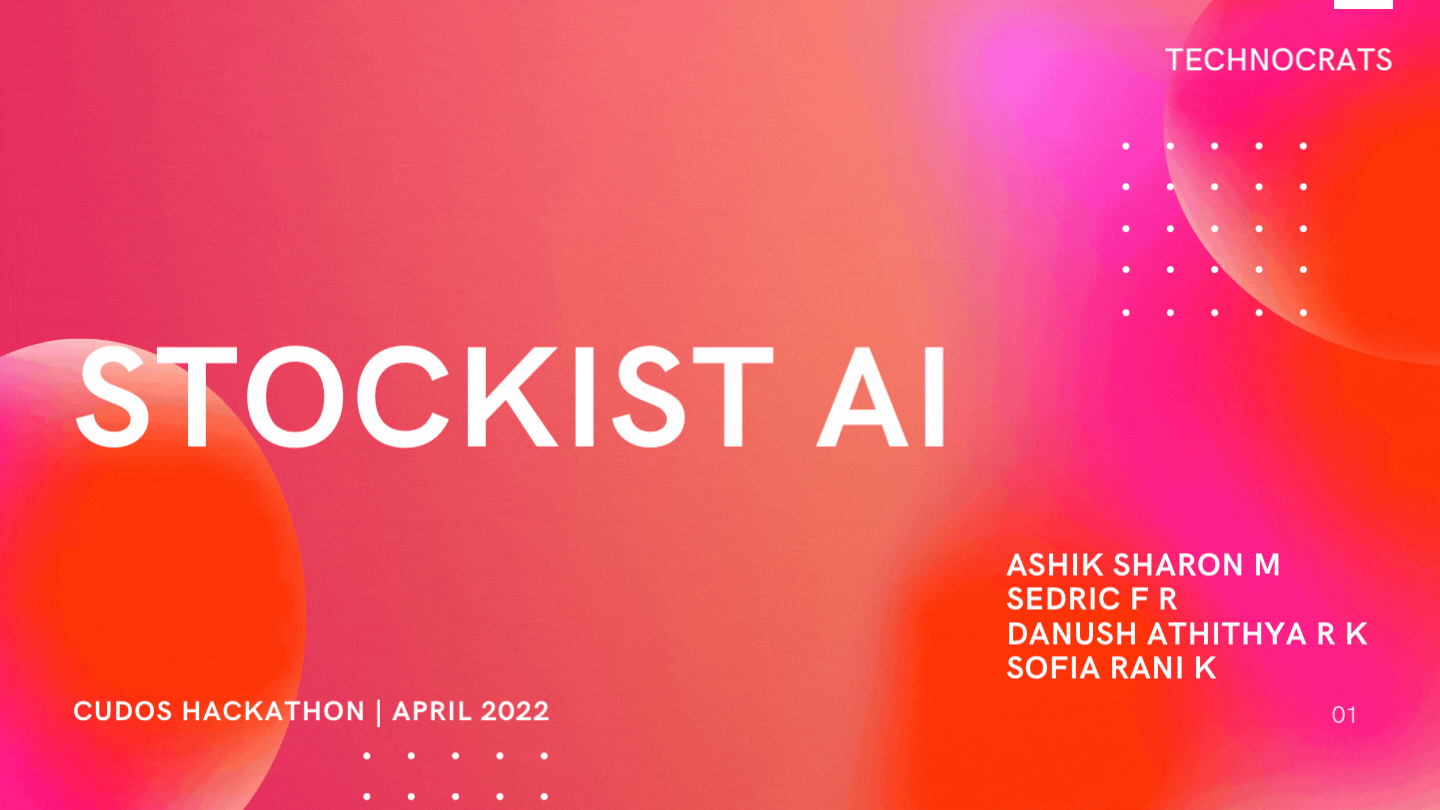 TECHNOCRATS
STOCKIST AI
ASHIK SHARON M
SEDRIC F R
DANUSH ATHITHYA R K
SOFIA RANI K
CUDOS HACKATHON | APRIL 2022
01